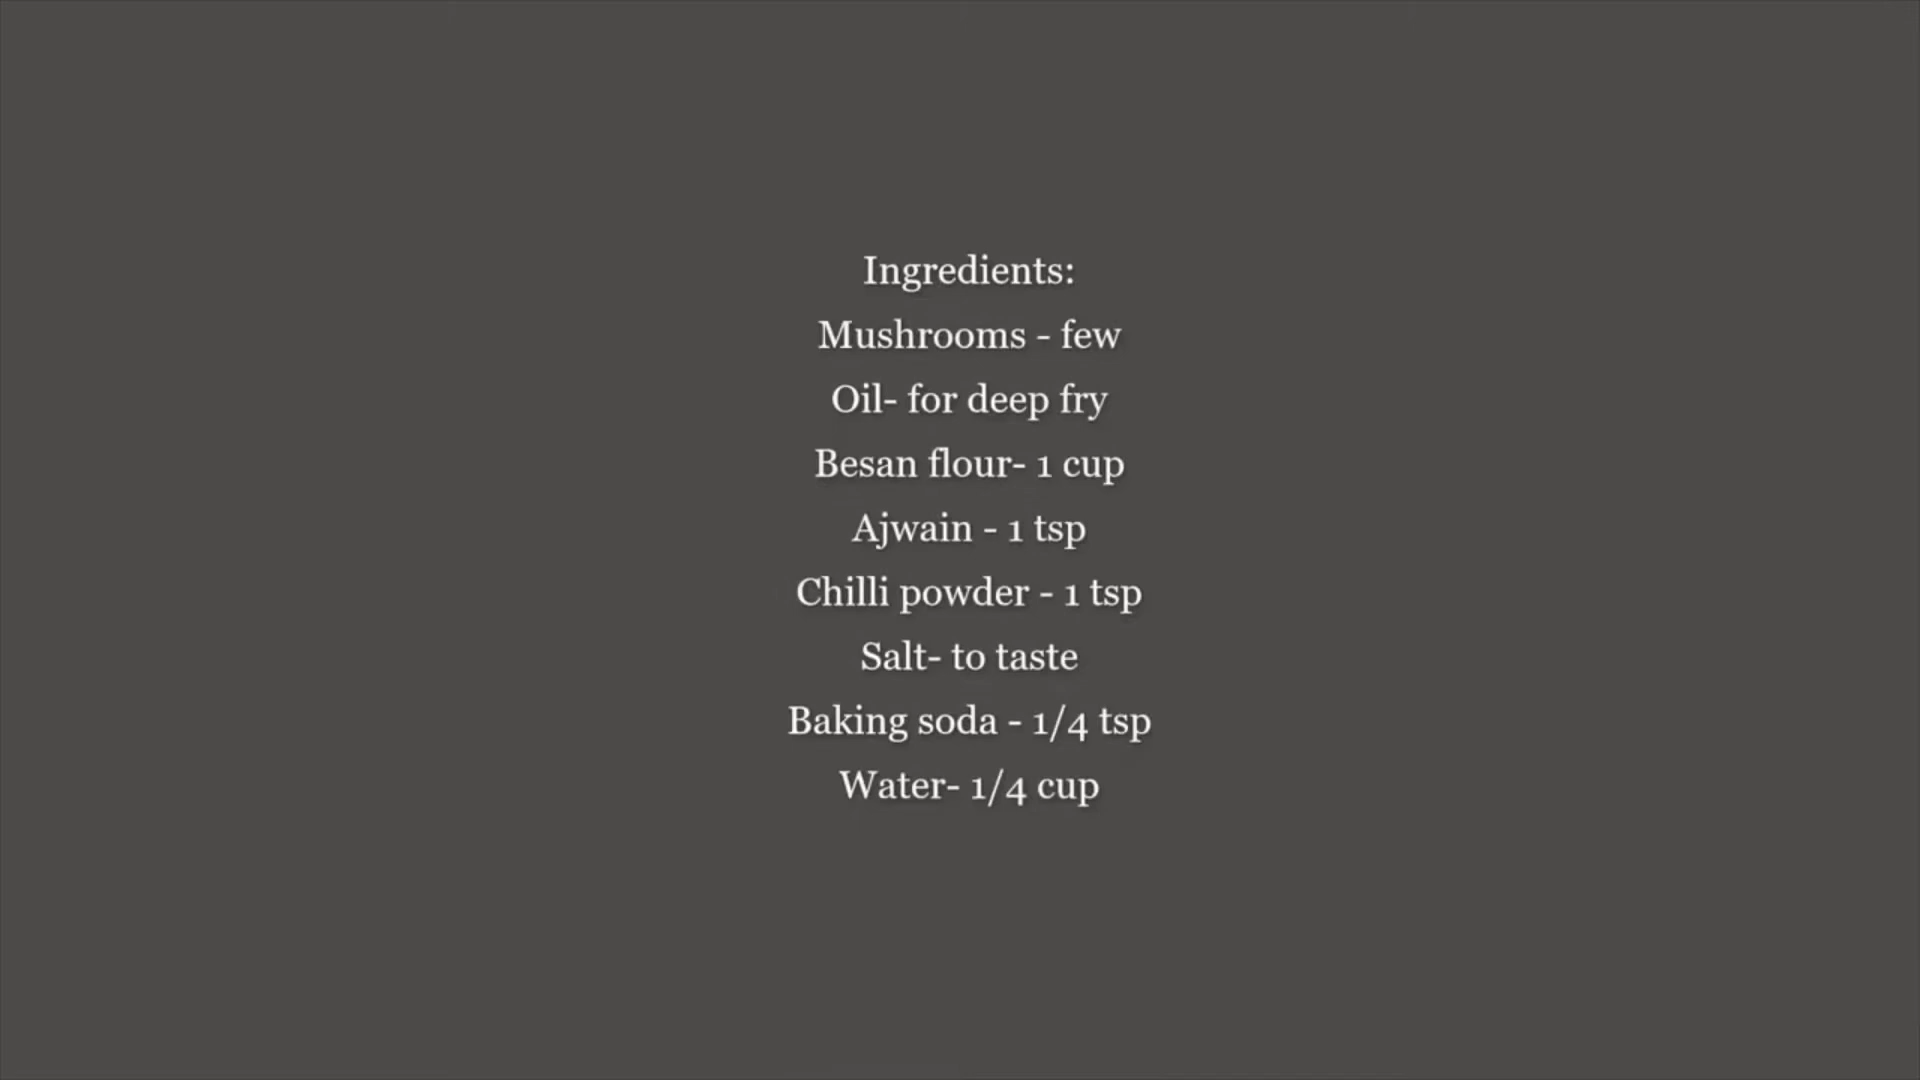 Ingredients:
Mushrooms - few
Oil- for deep fry
Besan flour- 1 cup
Ajwain - 1 tsp
Chilli powder - 1 tsp
Salt- to taste
Baking soda - 1/4 tsp
Water- 1/4 cup